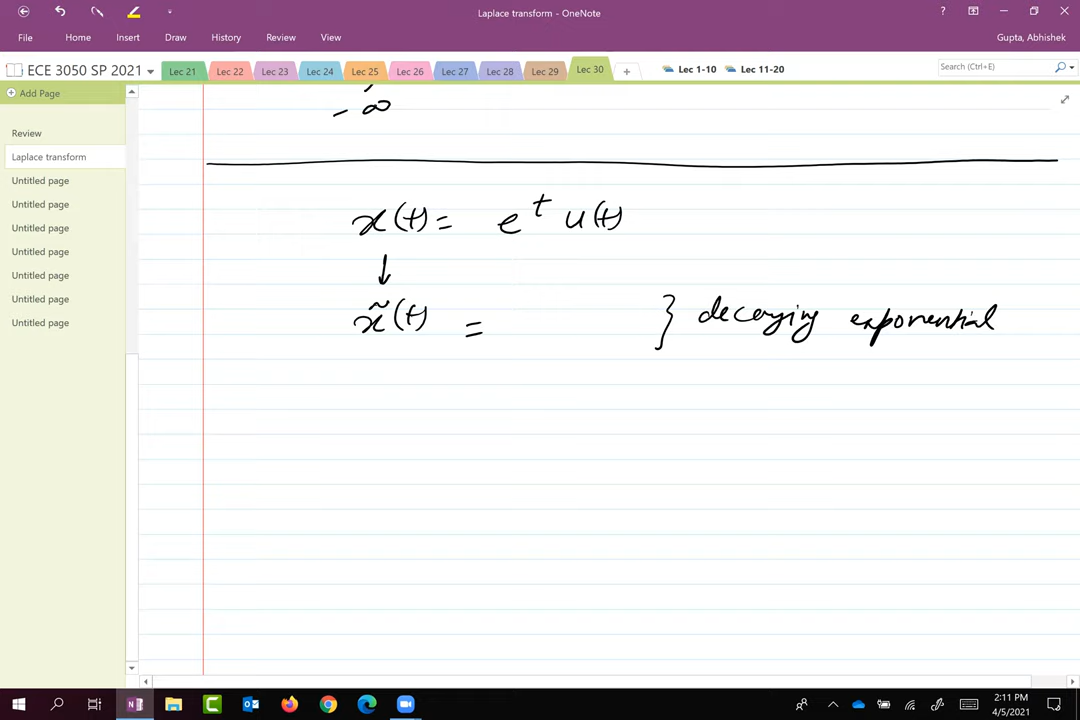 Laplace transform - OneNote
?
File Home Insert Draw History Review View Gupta, Abhishek
ECE 3050 SP 2021 Lec 21 Lec 22 Lec 23 Lec 24 Lec 25 Lec 26 Lec 27 Lec 28 Lec 29 Lec 30 + Lec 1-10 Lec 11-20 Search (Ctrl+E)
Add Page
- ∞
Review
Laplace transform
Untitled page
Untitled page
Untitled page
Untitled page
Untitled page
Untitled page
Untitled page
x(t) = e^t u(t)
↓
x̃(t) = } decaying exponential
2:11 PM
4/5/2021